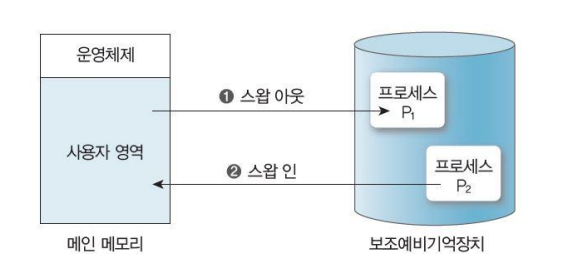 운영체제
사용자 영역
메인 메모리
❶ 스왑 아웃
❷ 스왑 인
프로세스
P₁
프로세스
P₂
보조예비기억장치